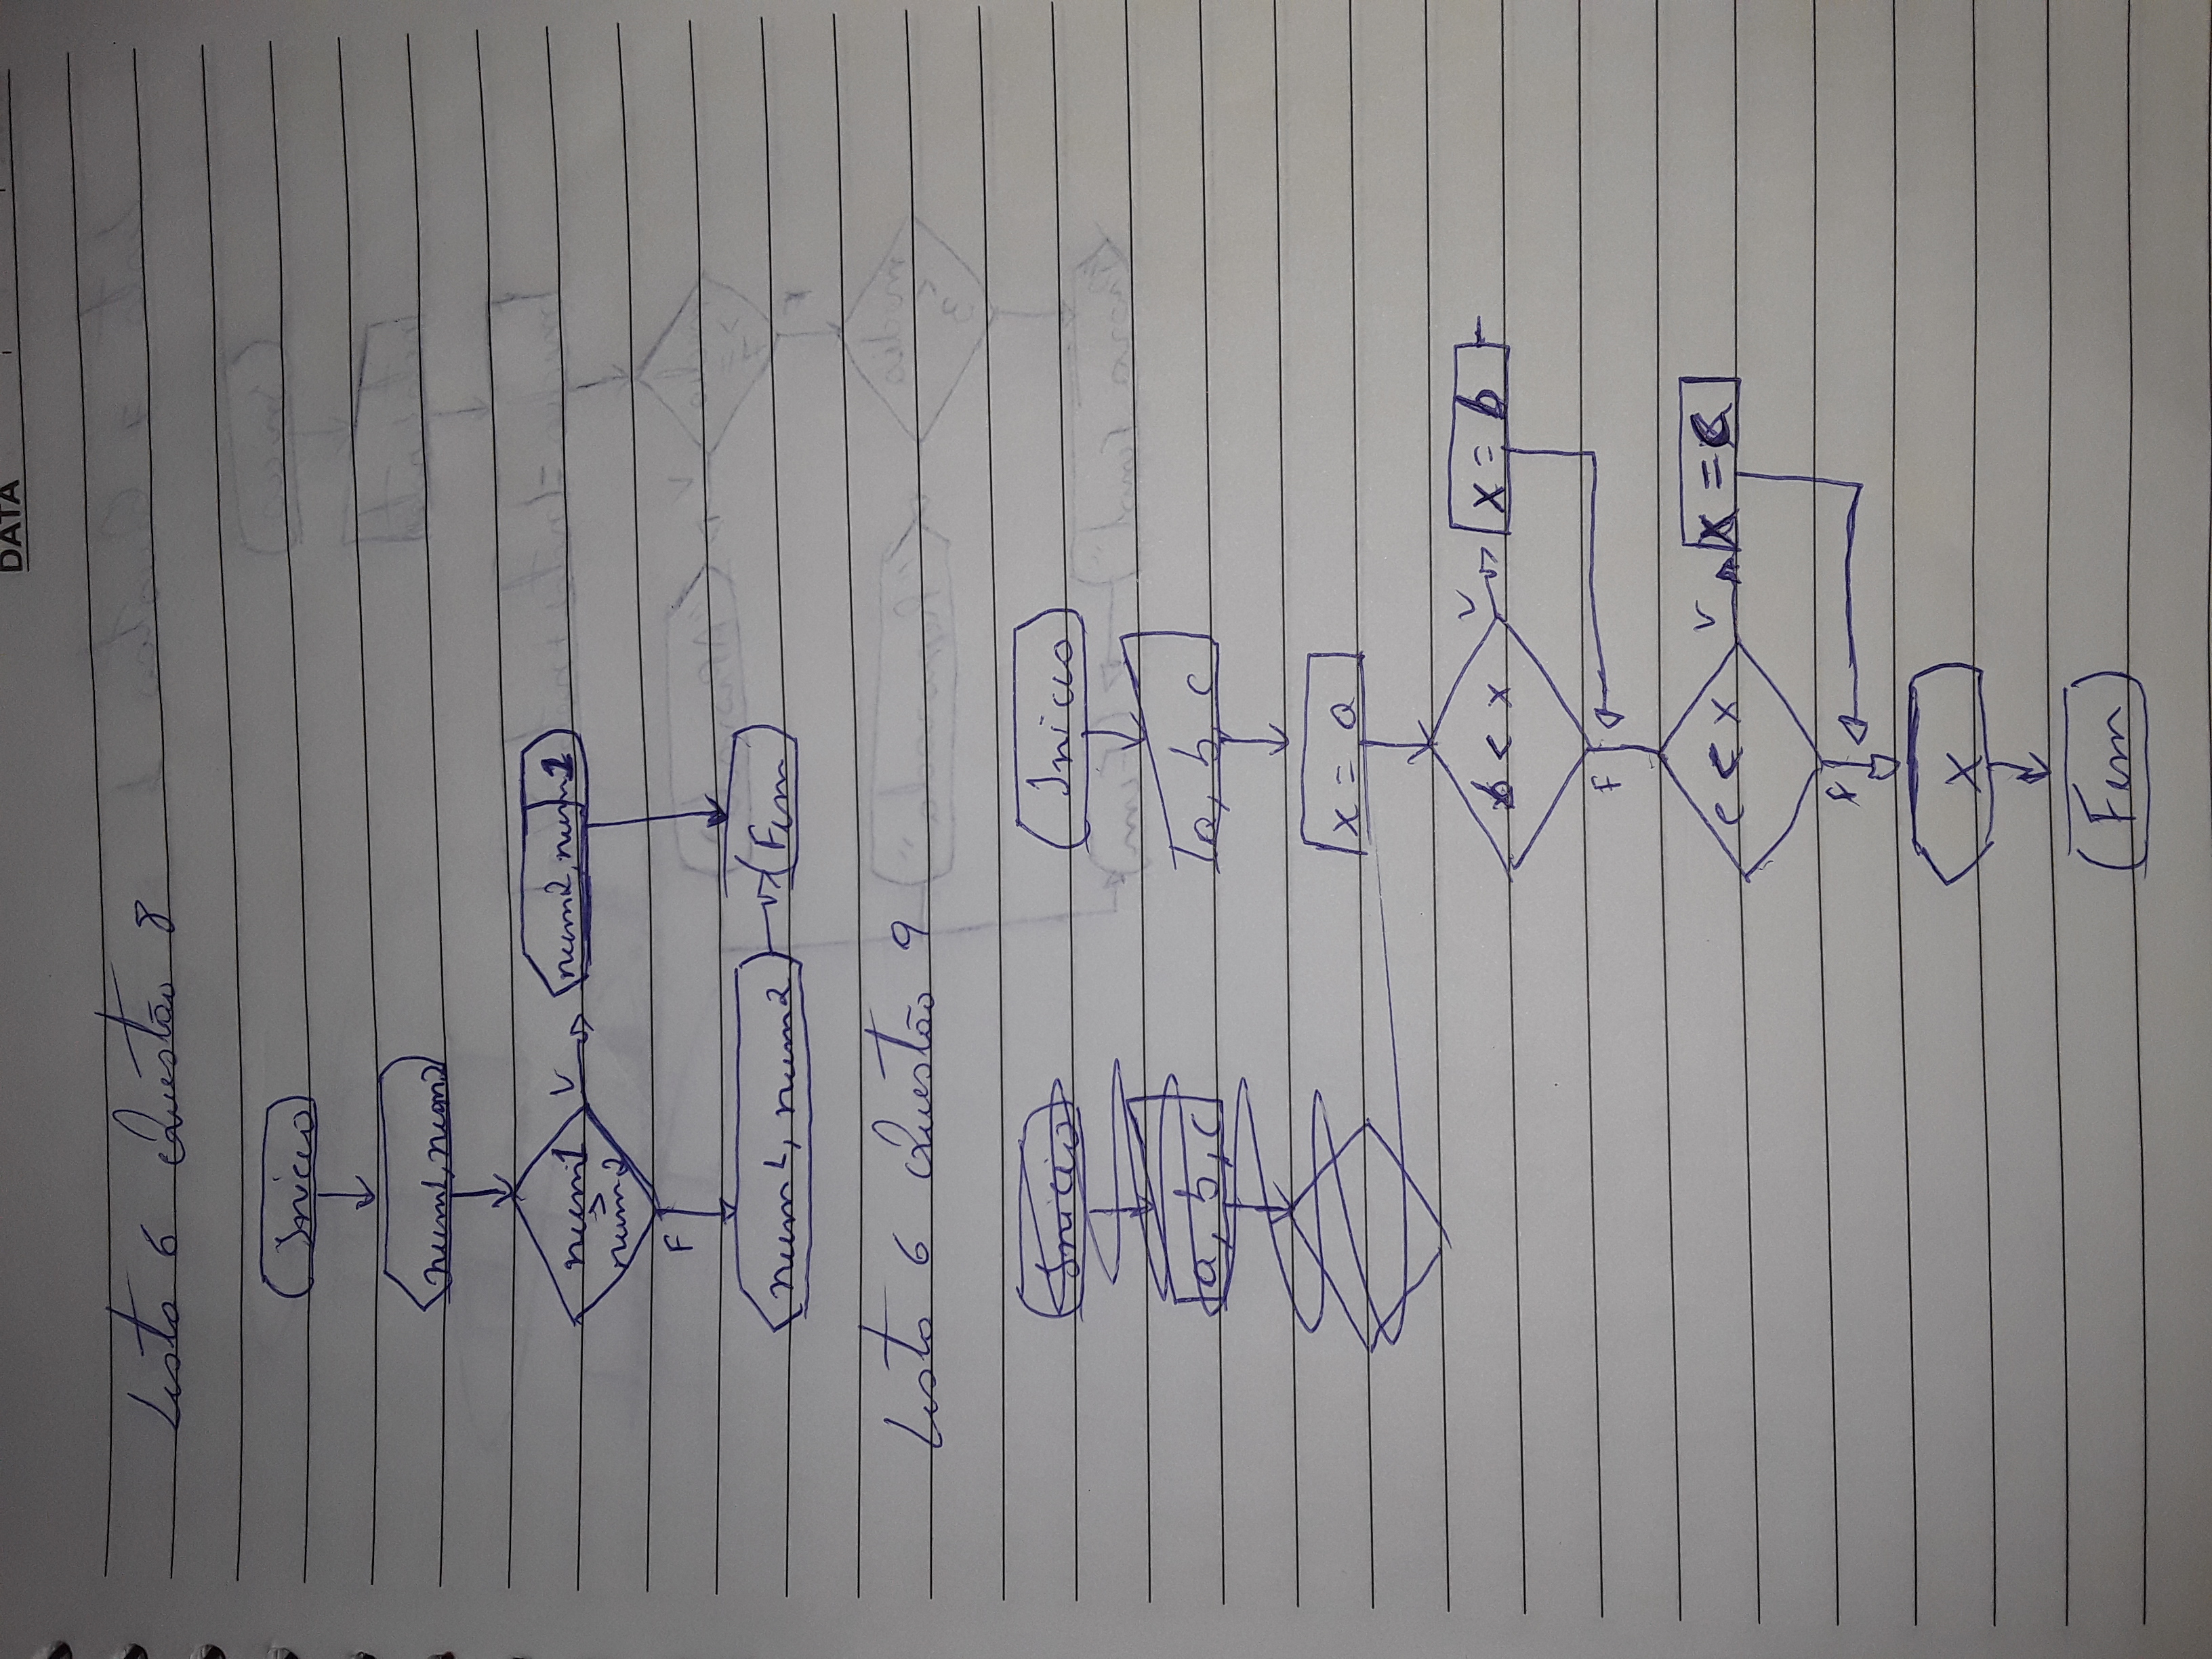 DATA
Lista 6 Questão 8
Inicio
num1, num2
num1
>
num2
V
num2, num1
F
num1, num2
Fim
Lista 6 Questão 9
Inicio
a, b, c
Inicio
a, b, c
x = a
b < x
V
x = b
F
c < x
V
x = c
F
x
Fim